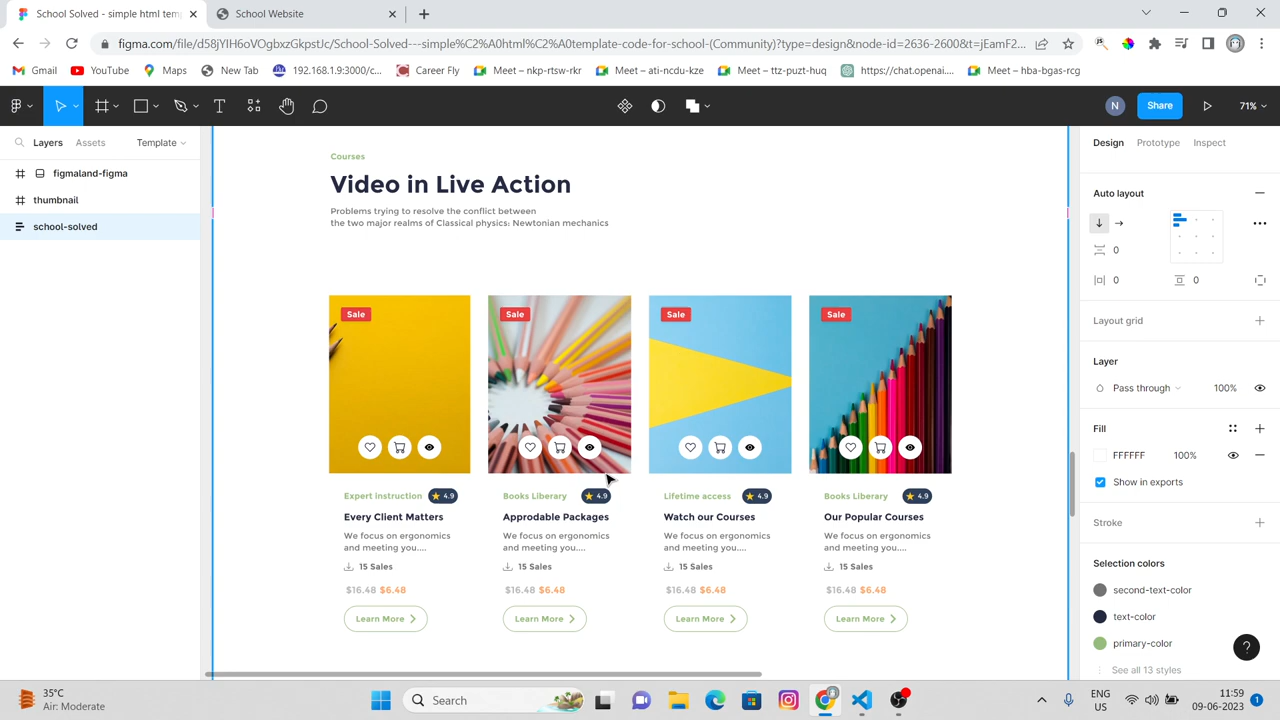 School Solved - simple html tem
School Website
figma.com/file/d58jYIH6oVOgbxzGkpstJc/School-Solved---simple%C2%A0html%C2%A0template-code-for-school-(Community)?type=design&node-id=2636-2600&t=jEamF2...
Gmail
YouTube
Maps
New Tab
192.168.1.9:3000/c...
Career Fly
Meet – nkp-rtsw-rkr
Meet – ati-ncdu-kze
Meet – ttz-puzt-huq
https://chat.openai....
Meet – hba-bgas-rcg
N
Share
71%
Layers
Assets
Template
figmaland-figma
thumbnail
school-solved
Courses
Video in Live Action
Problems trying to resolve the conflict between
the two major realms of Classical physics: Newtonian mechanics
Sale
Sale
Sale
Sale
Expert instruction
4.9
Every Client Matters
We focus on ergonomics
and meeting you....
15 Sales
$16.48 $6.48
Learn More
Books Liberary
4.9
Approdable Packages
We focus on ergonomics
and meeting you....
15 Sales
$16.48 $6.48
Learn More
Lifetime access
4.9
Watch our Courses
We focus on ergonomics
and meeting you....
15 Sales
$16.48 $6.48
Learn More
Books Liberary
4.9
Our Popular Courses
We focus on ergonomics
and meeting you....
15 Sales
$16.48 $6.48
Learn More
Design
Prototype
Inspect
Auto layout
0
0
0
Layout grid
Layer
Pass through
100%
Fill
FFFFFF
100%
Show in exports
Stroke
Selection colors
second-text-color
text-color
primary-color
See all 13 styles
?
35°C
Air: Moderate
Search
ENG
US
11:59
09-06-2023
1